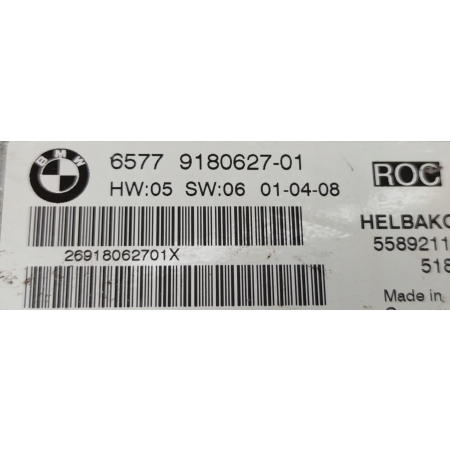 BMW
6577 9180627-01
HW:05 SW:06 01-04-08
ROC
26918062701X
HELBAKO
5589211
518
Made in